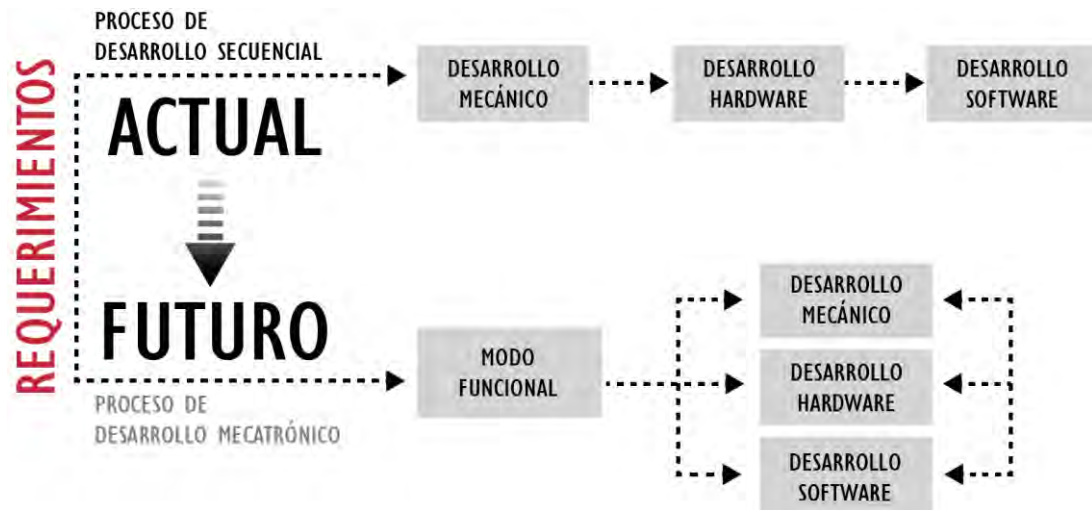 REQUERIMIENTOS
PROCESO DE
DESARROLLO SECUENCIAL
ACTUAL
DESARROLLO
MECÁNICO
DESARROLLO
HARDWARE
DESARROLLO
SOFTWARE
FUTURO
PROCESO DE
DESARROLLO MECATRÓNICO
MODO
FUNCIONAL
DESARROLLO
MECÁNICO
DESARROLLO
HARDWARE
DESARROLLO
SOFTWARE